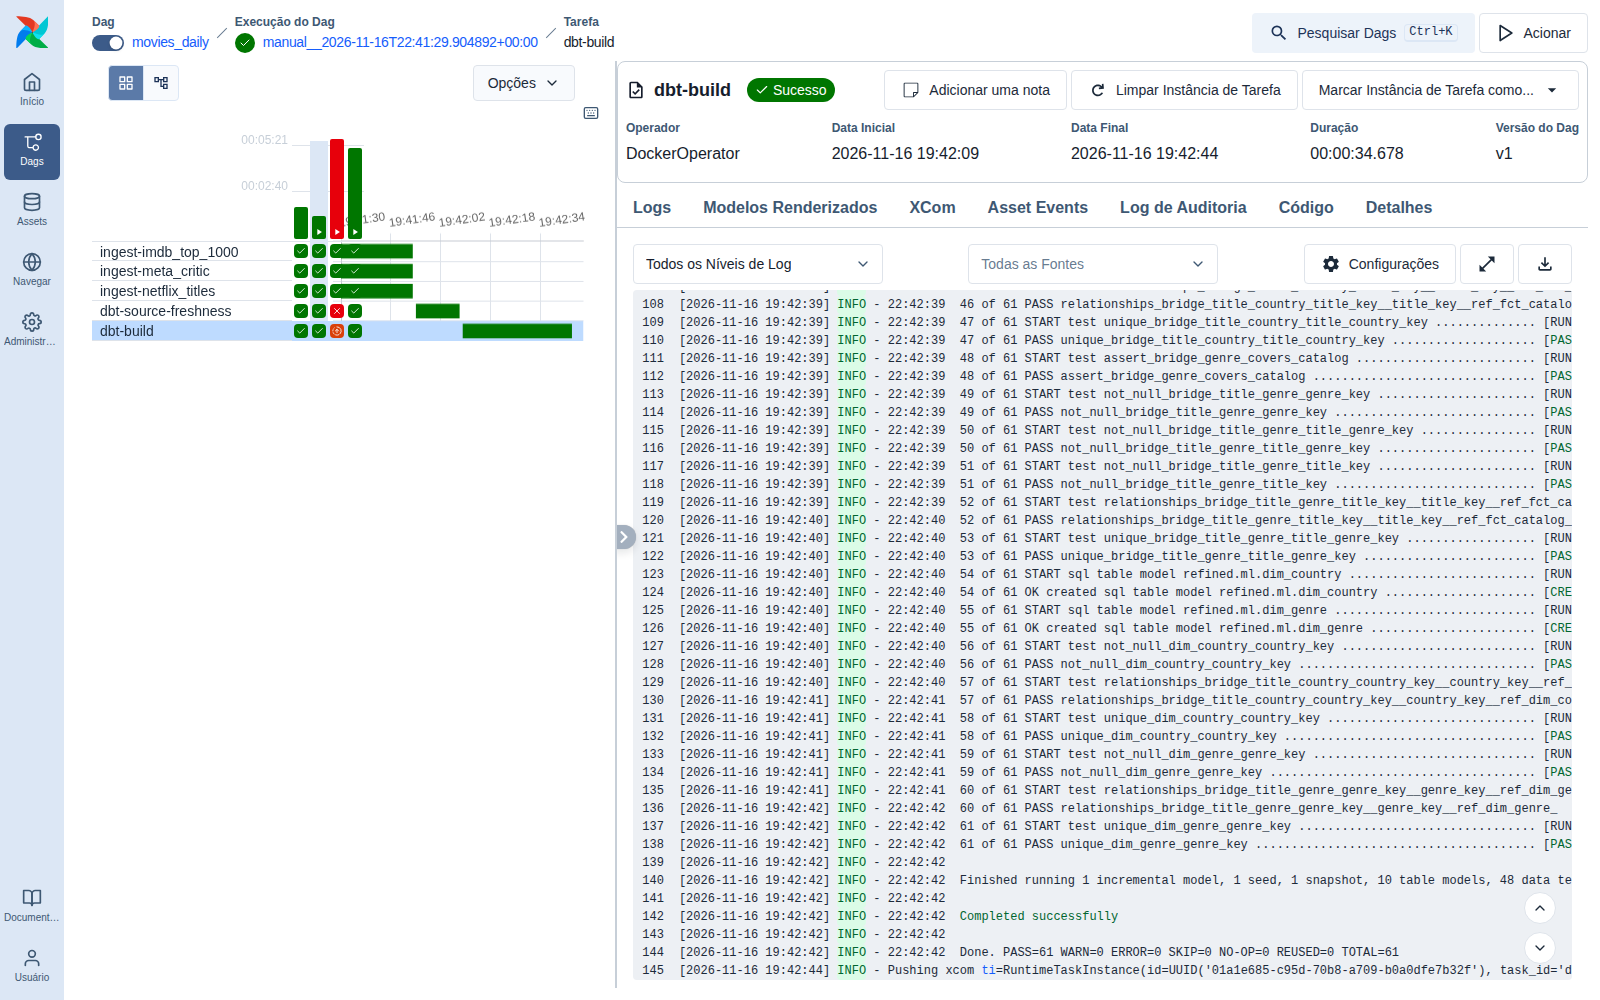 Dag
movies_daily
Execução do Dag
manual__2026-11-16T22:41:29.904892+00:00
Tarefa
dbt-build
Pesquisar Dags Ctrl+K
Acionar
Início
Dags
Assets
Navegar
Administr…
Document…
Usuário
Opções
00:05:21
00:02:40
1:30 19:41:46 19:42:02 19:42:18 19:42:34
ingest-imdb_top_1000
ingest-meta_critic
ingest-netflix_titles
dbt-source-freshness
dbt-build
dbt-build Sucesso
Adicionar uma nota
Limpar Instância de Tarefa
Marcar Instância de Tarefa como...
Operador Data Inicial Data Final Duração Versão do Dag
DockerOperator 2026-11-16 19:42:09 2026-11-16 19:42:44 00:00:34.678 v1
Logs Modelos Renderizados XCom Asset Events Log de Auditoria Código Detalhes
Todos os Níveis de Log
Todas as Fontes
Configurações
108 [2026-11-16 19:42:39] INFO - 22:42:39 46 of 61 PASS relationships_bridge_title_country_title_key__title_key__ref_fct_catalo
109 [2026-11-16 19:42:39] INFO - 22:42:39 47 of 61 START test unique_bridge_title_country_title_country_key .............. [RUN
110 [2026-11-16 19:42:39] INFO - 22:42:39 47 of 61 PASS unique_bridge_title_country_title_country_key .................... [PAS
111 [2026-11-16 19:42:39] INFO - 22:42:39 48 of 61 START test assert_bridge_genre_covers_catalog ......................... [RUN
112 [2026-11-16 19:42:39] INFO - 22:42:39 48 of 61 PASS assert_bridge_genre_covers_catalog ............................... [PAS
113 [2026-11-16 19:42:39] INFO - 22:42:39 49 of 61 START test not_null_bridge_title_genre_genre_key ...................... [RUN
114 [2026-11-16 19:42:39] INFO - 22:42:39 49 of 61 PASS not_null_bridge_title_genre_genre_key ............................ [PAS
115 [2026-11-16 19:42:39] INFO - 22:42:39 50 of 61 START test not_null_bridge_title_genre_title_genre_key ................ [RUN
116 [2026-11-16 19:42:39] INFO - 22:42:39 50 of 61 PASS not_null_bridge_title_genre_title_genre_key ...................... [PAS
117 [2026-11-16 19:42:39] INFO - 22:42:39 51 of 61 START test not_null_bridge_title_genre_title_key ...................... [RUN
118 [2026-11-16 19:42:39] INFO - 22:42:39 51 of 61 PASS not_null_bridge_title_genre_title_key ............................ [PAS
119 [2026-11-16 19:42:39] INFO - 22:42:39 52 of 61 START test relationships_bridge_title_genre_title_key__title_key__ref_fct_ca
120 [2026-11-16 19:42:40] INFO - 22:42:40 52 of 61 PASS relationships_bridge_title_genre_title_key__title_key__ref_fct_catalog_
121 [2026-11-16 19:42:40] INFO - 22:42:40 53 of 61 START test unique_bridge_title_genre_title_genre_key .................. [RUN
122 [2026-11-16 19:42:40] INFO - 22:42:40 53 of 61 PASS unique_bridge_title_genre_title_genre_key ........................ [PAS
123 [2026-11-16 19:42:40] INFO - 22:42:40 54 of 61 START sql table model refined.ml.dim_country .......................... [RUN
124 [2026-11-16 19:42:40] INFO - 22:42:40 54 of 61 OK created sql table model refined.ml.dim_country ..................... [CRE
125 [2026-11-16 19:42:40] INFO - 22:42:40 55 of 61 START sql table model refined.ml.dim_genre ............................ [RUN
126 [2026-11-16 19:42:40] INFO - 22:42:40 55 of 61 OK created sql table model refined.ml.dim_genre ....................... [CRE
127 [2026-11-16 19:42:40] INFO - 22:42:40 56 of 61 START test not_null_dim_country_country_key ............................ [RUN
128 [2026-11-16 19:42:40] INFO - 22:42:40 56 of 61 PASS not_null_dim_country_country_key ................................. [PAS
129 [2026-11-16 19:42:40] INFO - 22:42:40 57 of 61 START test relationships_bridge_title_country_country_key__country_key__ref_
130 [2026-11-16 19:42:41] INFO - 22:42:41 57 of 61 PASS relationships_bridge_title_country_country_key__country_key__ref_dim_co
131 [2026-11-16 19:42:41] INFO - 22:42:41 58 of 61 START test unique_dim_country_country_key ............................. [RUN
132 [2026-11-16 19:42:41] INFO - 22:42:41 58 of 61 PASS unique_dim_country_country_key ................................... [PAS
133 [2026-11-16 19:42:41] INFO - 22:42:41 59 of 61 START test not_null_dim_genre_genre_key ............................... [RUN
134 [2026-11-16 19:42:41] INFO - 22:42:41 59 of 61 PASS not_null_dim_genre_genre_key ..................................... [PAS
135 [2026-11-16 19:42:41] INFO - 22:42:41 60 of 61 START test relationships_bridge_title_genre_genre_key__genre_key__ref_dim_ge
136 [2026-11-16 19:42:42] INFO - 22:42:42 60 of 61 PASS relationships_bridge_title_genre_genre_key__genre_key__ref_dim_genre_
137 [2026-11-16 19:42:42] INFO - 22:42:42 61 of 61 START test unique_dim_genre_genre_key ................................. [RUN
138 [2026-11-16 19:42:42] INFO - 22:42:42 61 of 61 PASS unique_dim_genre_genre_key ....................................... [PAS
139 [2026-11-16 19:42:42] INFO - 22:42:42
140 [2026-11-16 19:42:42] INFO - 22:42:42 Finished running 1 incremental model, 1 seed, 1 snapshot, 10 table models, 48 data te
141 [2026-11-16 19:42:42] INFO - 22:42:42
142 [2026-11-16 19:42:42] INFO - 22:42:42 Completed successfully
143 [2026-11-16 19:42:42] INFO - 22:42:42
144 [2026-11-16 19:42:42] INFO - 22:42:42 Done. PASS=61 WARN=0 ERROR=0 SKIP=0 NO-OP=0 REUSED=0 TOTAL=61
145 [2026-11-16 19:42:44] INFO - Pushing xcom ti=RuntimeTaskInstance(id=UUID('01a1e685-c95d-70b8-a709-b0a0dfe7b32f'), task_id='d